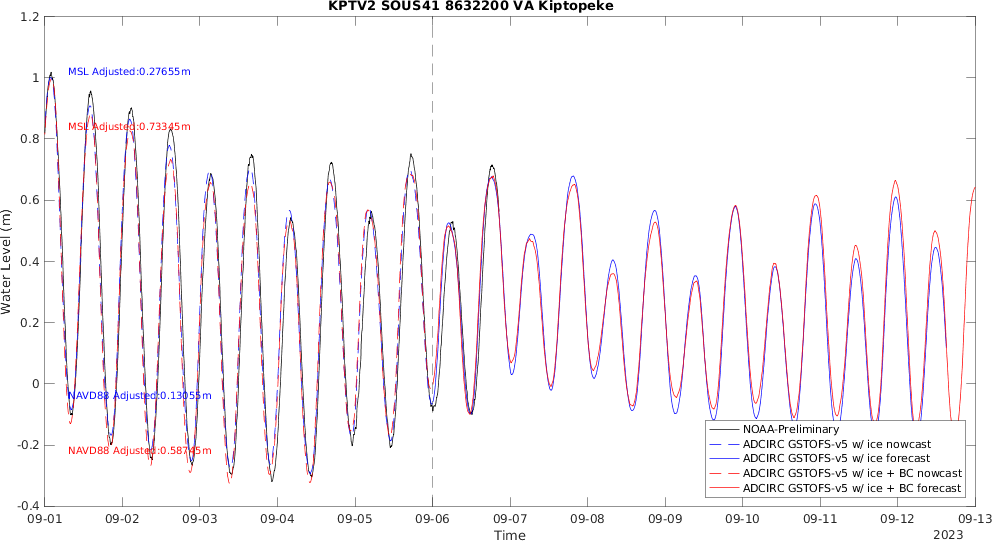 KPTV2 SOUS41 8632200 VA Kiptopeke
1.2
1
0.8
0.6
0.4
0.2
0
-0.2
-0.4
Water Level (m)
MSL Adjusted:0.27655m
MSL Adjusted:0.73345m
NAVD88 Adjusted:0.13055m
NAVD88 Adjusted:0.58745m
NOAA-Preliminary
ADCIRC GSTOFS-v5 w/ ice nowcast
ADCIRC GSTOFS-v5 w/ ice forecast
ADCIRC GSTOFS-v5 w/ ice + BC nowcast
ADCIRC GSTOFS-v5 w/ ice + BC forecast
09-01 09-02 09-03 09-04 09-05 09-06 09-07 09-08 09-09 09-10 09-11 09-12 09-13
Time
2023